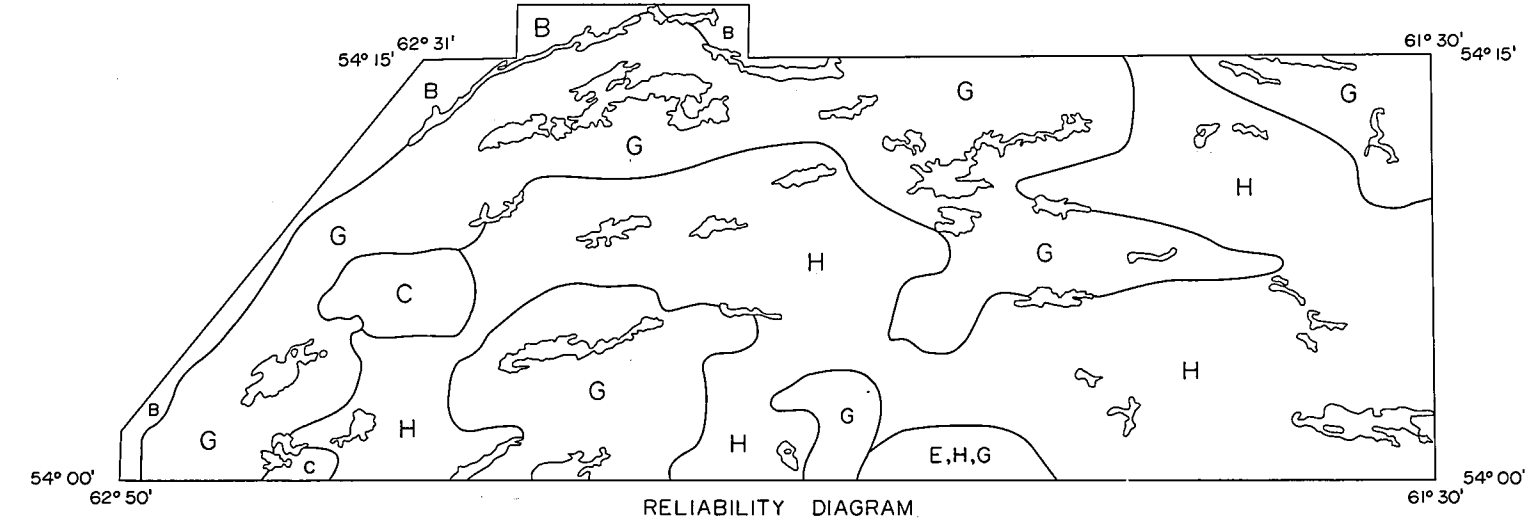 B
B
62° 31'
54° 15'
61° 30'
54° 15'
B
G
G
G
H
G
H
G
C
H
G
B
G
H
H
G
G
C
E,H,G
54° 00'
62° 50'
54° 00'
61° 30'
RELIABILITY DIAGRAM